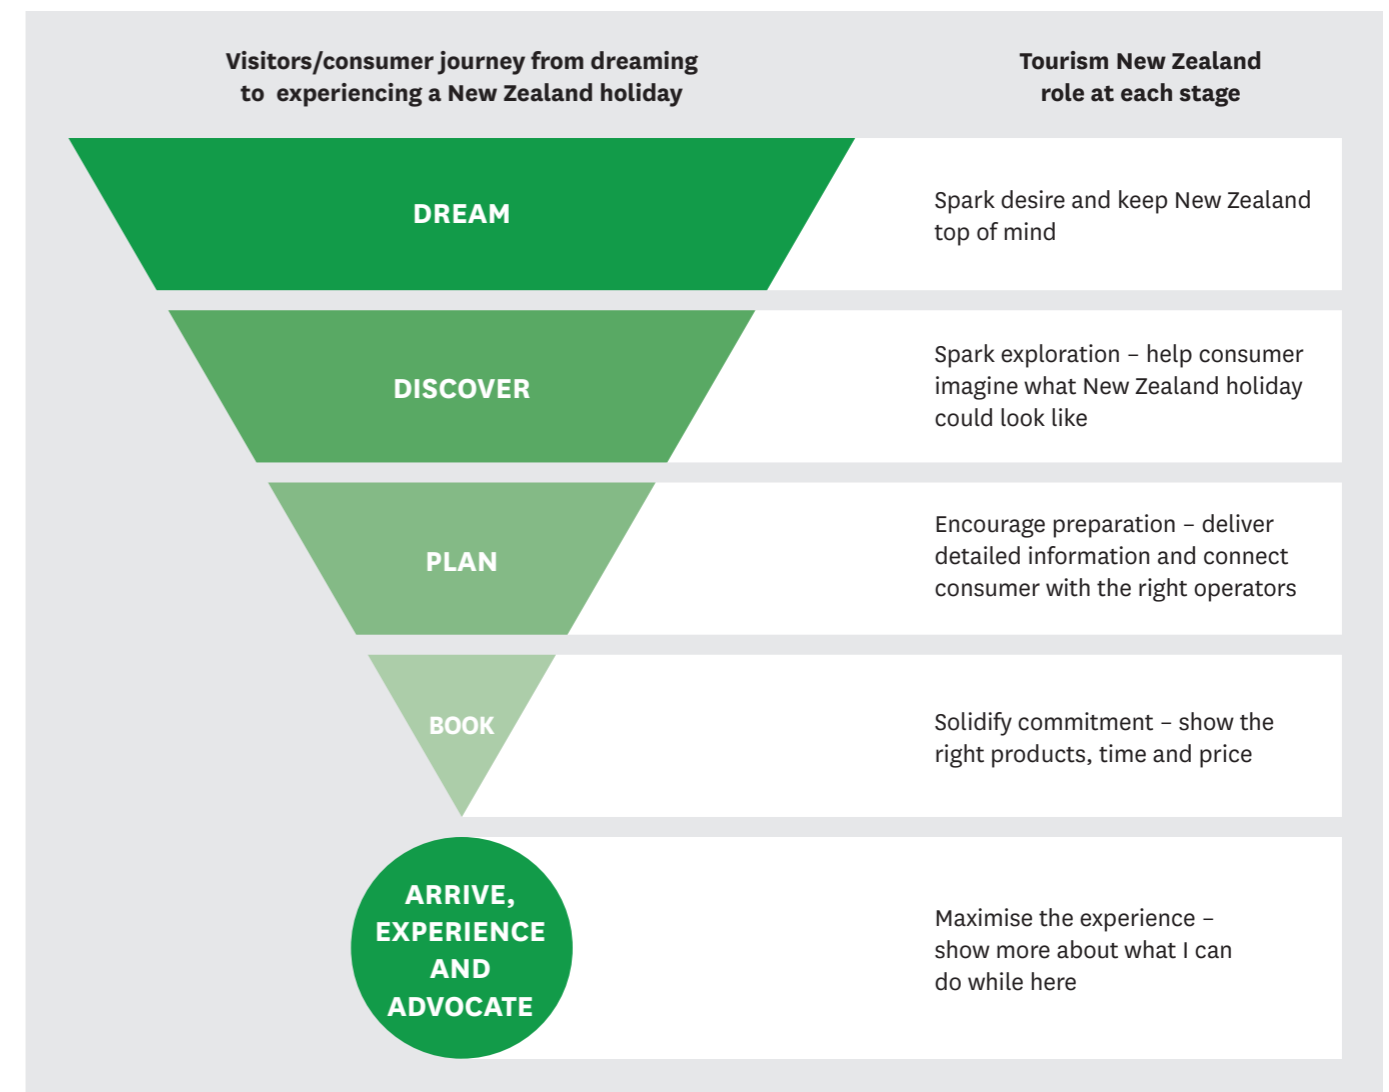 Visitors/consumer journey from dreaming
to experiencing a New Zealand holiday
Tourism New Zealand
role at each stage
DREAM
Spark desire and keep New Zealand
top of mind
DISCOVER
Spark exploration – help consumer
imagine what New Zealand holiday
could look like
PLAN
Encourage preparation – deliver
detailed information and connect
consumer with the right operators
BOOK
Solidify commitment – show the
right products, time and price
ARRIVE,
EXPERIENCE
AND
ADVOCATE
Maximise the experience –
show more about what I can
do while here